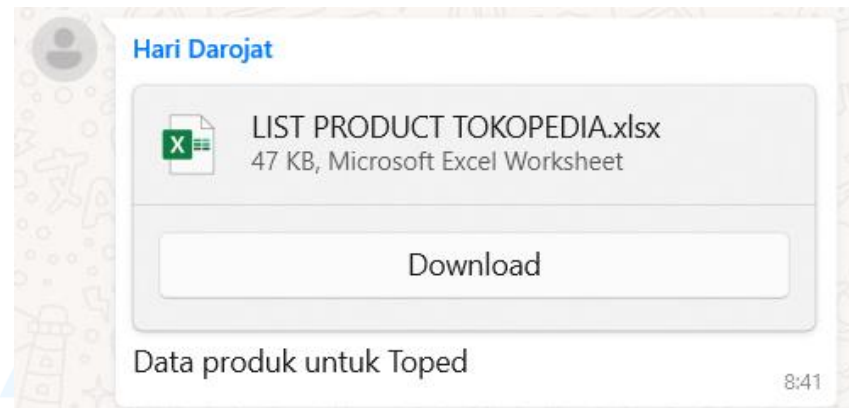 Hari Darojat
LIST PRODUCT TOKOPEDIA.xlsx
47 KB, Microsoft Excel Worksheet
Download
Data produk untuk Toped
8:41